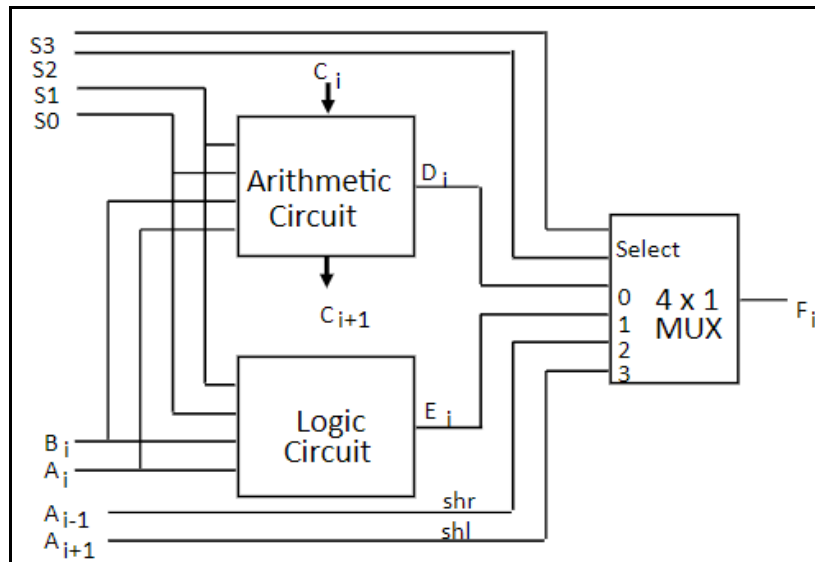 S3
S2
S1
S0
C i
Arithmetic
Circuit
D i
C i+1
Select
0
1
2
3
4 x 1
MUX
F i
Logic
Circuit
E i
B i
A i
A i-1
shr
A i+1
shl